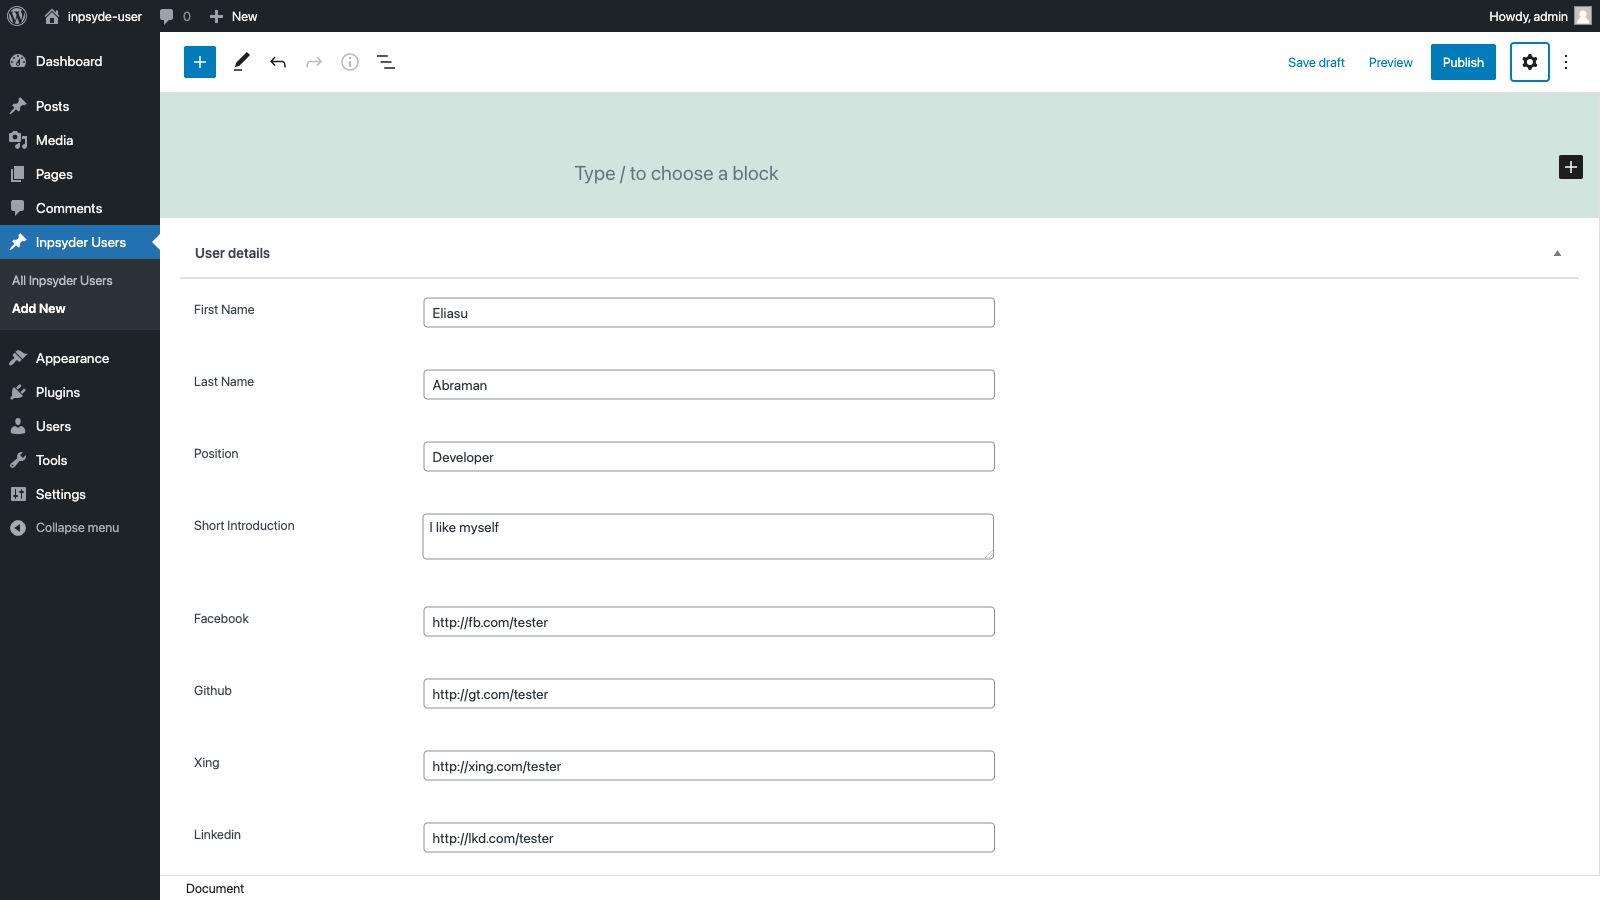 inpsyde-user 0 New Howdy, admin
Dashboard
Posts
Media
Pages
Comments
Inpsyder Users
All Inpsyder Users
Add New
Appearance
Plugins
Users
Tools
Settings
Collapse menu
Save draft Preview Publish
Type / to choose a block
User details
First Name Eliasu
Last Name Abraman
Position Developer
Short Introduction I like myself
Facebook http://fb.com/tester
Github http://gt.com/tester
Xing http://xing.com/tester
Linkedin http://lkd.com/tester
Document